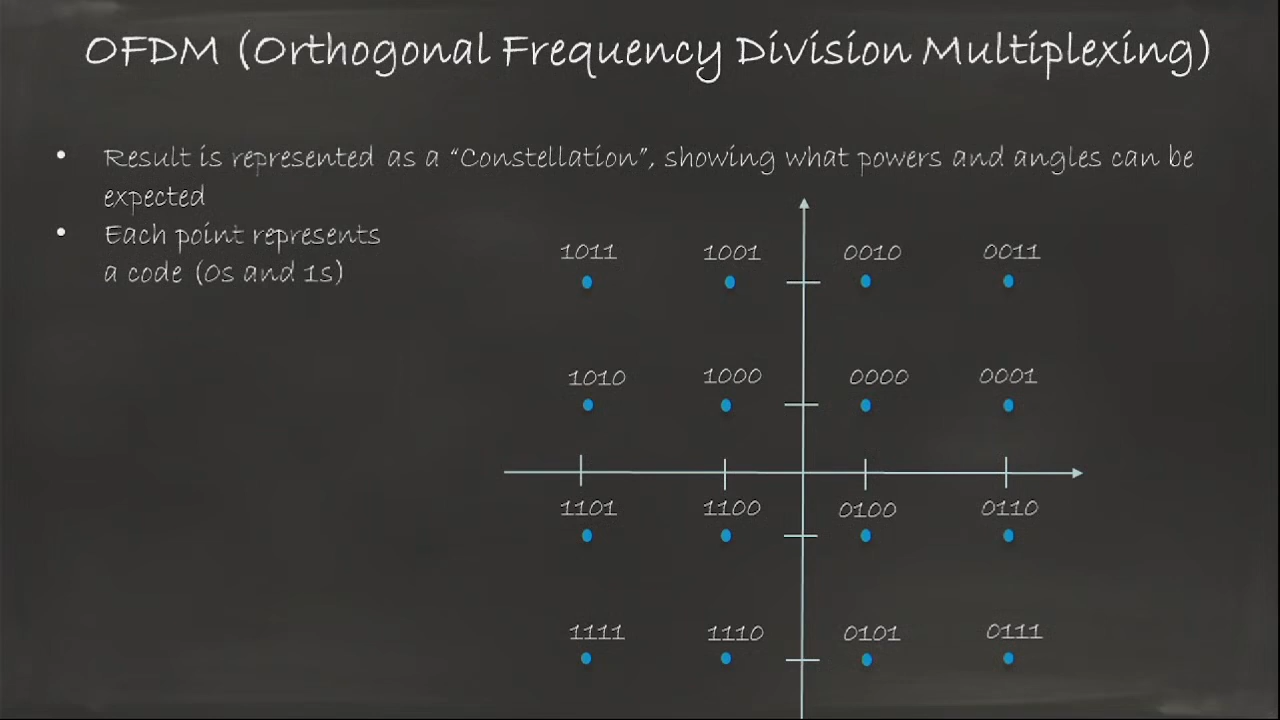 OFDM (Orthogonal Frequency Division Multiplexing)
• Result is represented as a “Constellation”, showing what powers and angles can be
expected
• Each point represents
a code (0s and 1s)
1011 1001 0010 0011
1010 1000 0000 0001
1101 1100 0100 0110
1111 1110 0101 0111